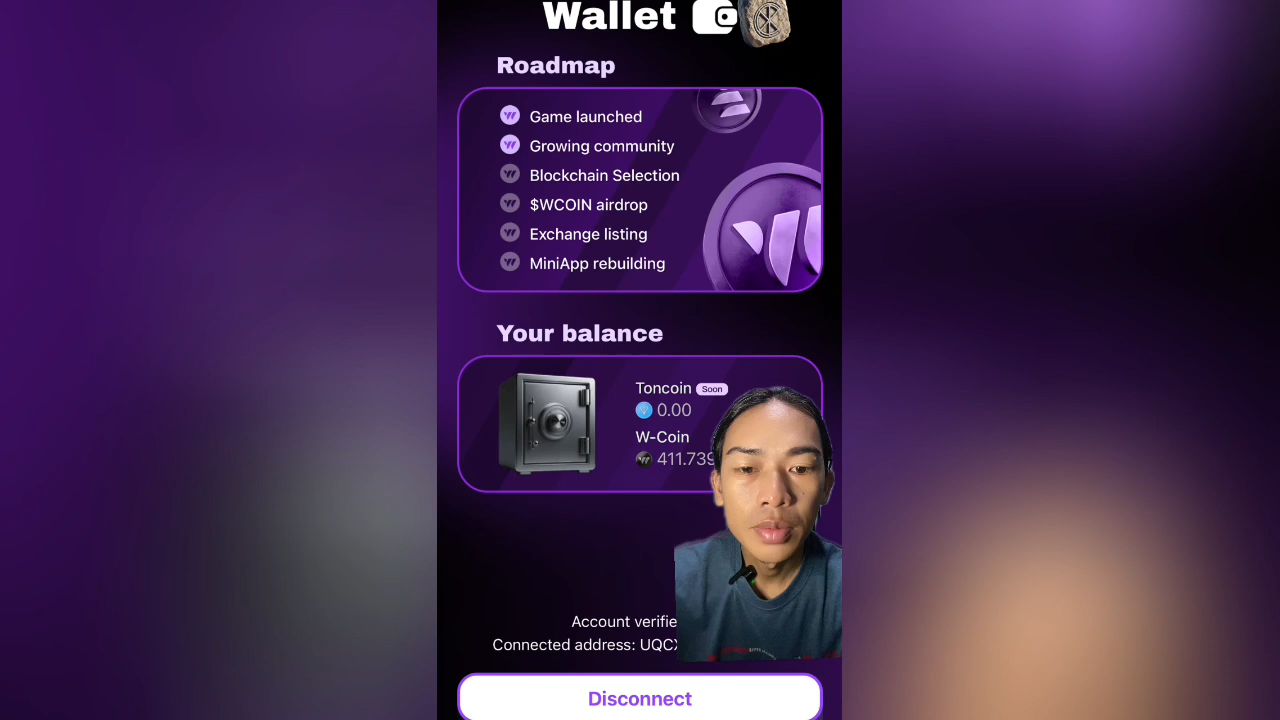 Wallet
Roadmap
Game launched
Growing community
Blockchain Selection
$WCOIN airdrop
Exchange listing
MiniApp rebuilding
Your balance
Toncoin Soon
0.00
W-Coin
411.739
Account verifie
Connected address: UQCX
Disconnect